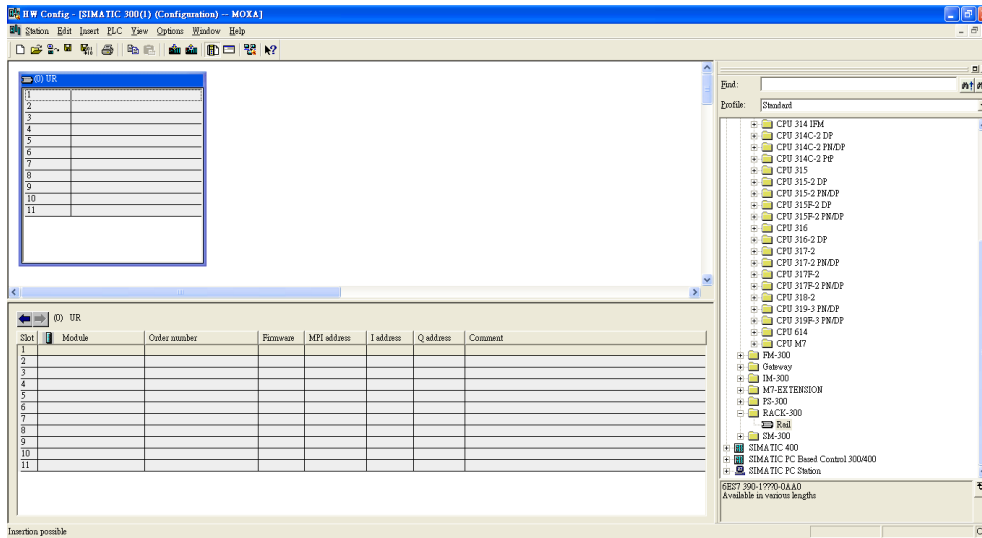 HW Config - [SIMATIC 300(1) (Configuration) -- MOXA]
Station Edit Insert PLC View Options Window Help
(0) UR
1
2
3
4
5
6
7
8
9
10
11
Find:
Profile: Standard
CPU 314 IFM
CPU 314C-2 DP
CPU 314C-2 PN/DP
CPU 314C-2 PtP
CPU 315
CPU 315-2 DP
CPU 315-2 PN/DP
CPU 315F-2 DP
CPU 315F-2 PN/DP
CPU 316
CPU 316-2 DP
CPU 317-2
CPU 317-2 PN/DP
CPU 317F-2
CPU 317F-2 PN/DP
CPU 318-2
CPU 319-3 PN/DP
CPU 319F-3 PN/DP
CPU 614
CPU M7
FM-300
Gateway
IM-300
M7-EXTENSION
PS-300
RACK-300
Rail
SM-300
SIMATIC 400
SIMATIC PC Based Control 300/400
SIMATIC PC Station
6ES7 390-1???0-0AA0
Available in various lengths
(0) UR
Slot Module Order number Firmware MPI address I address Q address Comment
1
2
3
4
5
6
7
8
9
10
11
Insertion possible